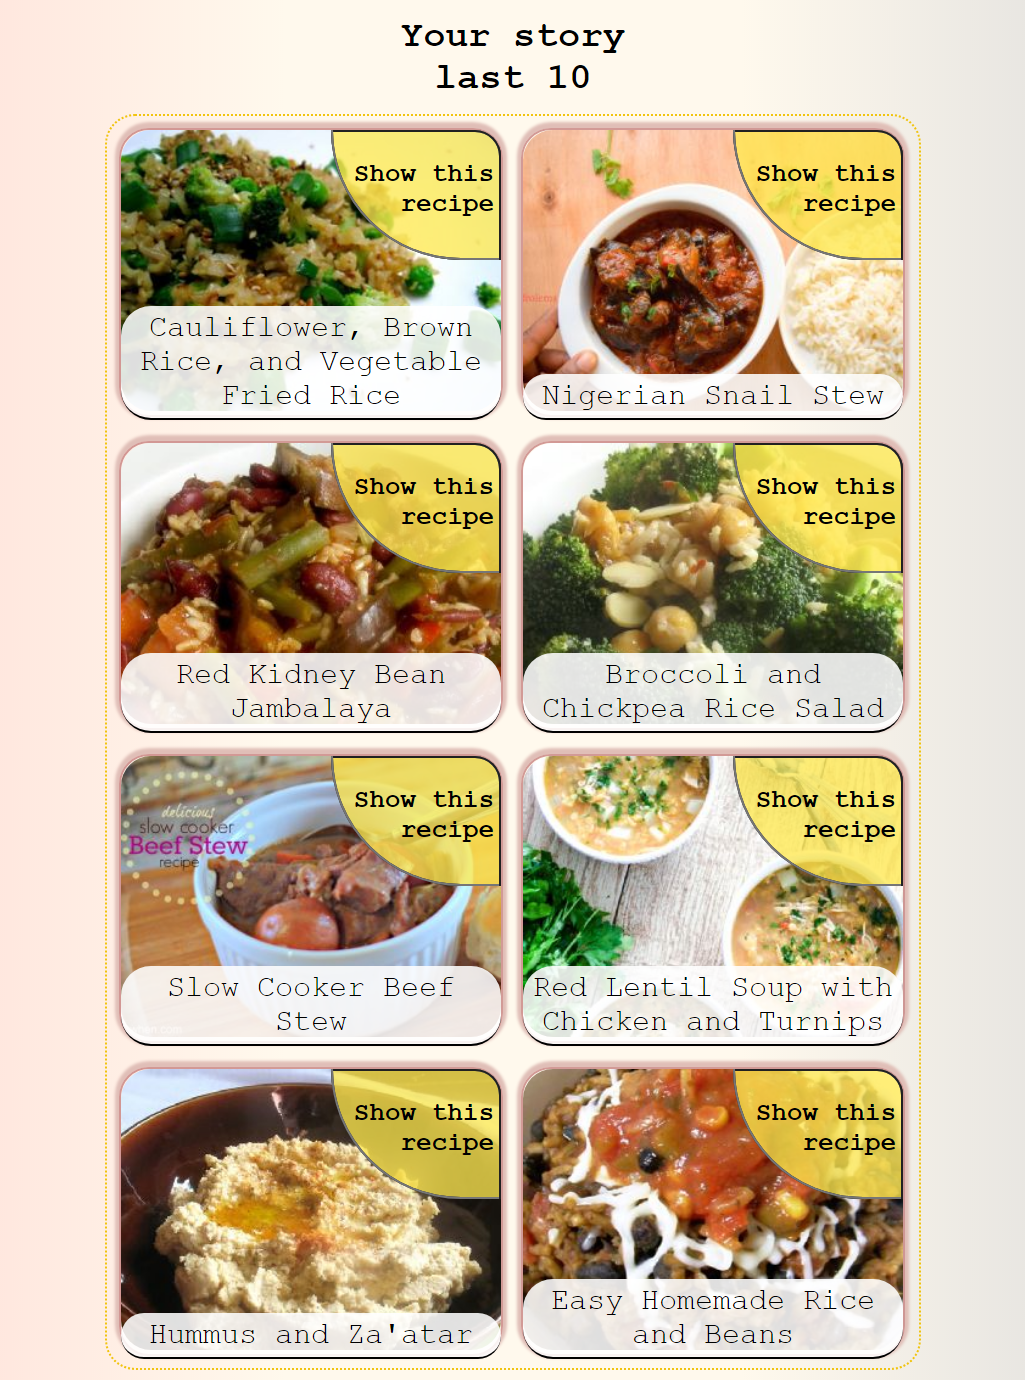 Your story
last 10
Show this
recipe
Cauliflower, Brown
Rice, and Vegetable
Fried Rice
Show this
recipe
Nigerian Snail Stew
Show this
recipe
Red Kidney Bean
Jambalaya
Show this
recipe
Broccoli and
Chickpea Rice Salad
Show this
recipe
delicious
slow cooker
Beef Stew
recipe
Slow Cooker Beef
Stew
Show this
recipe
Red Lentil Soup with
Chicken and Turnips
Show this
recipe
Hummus and Za'atar
Show this
recipe
Easy Homemade Rice
and Beans